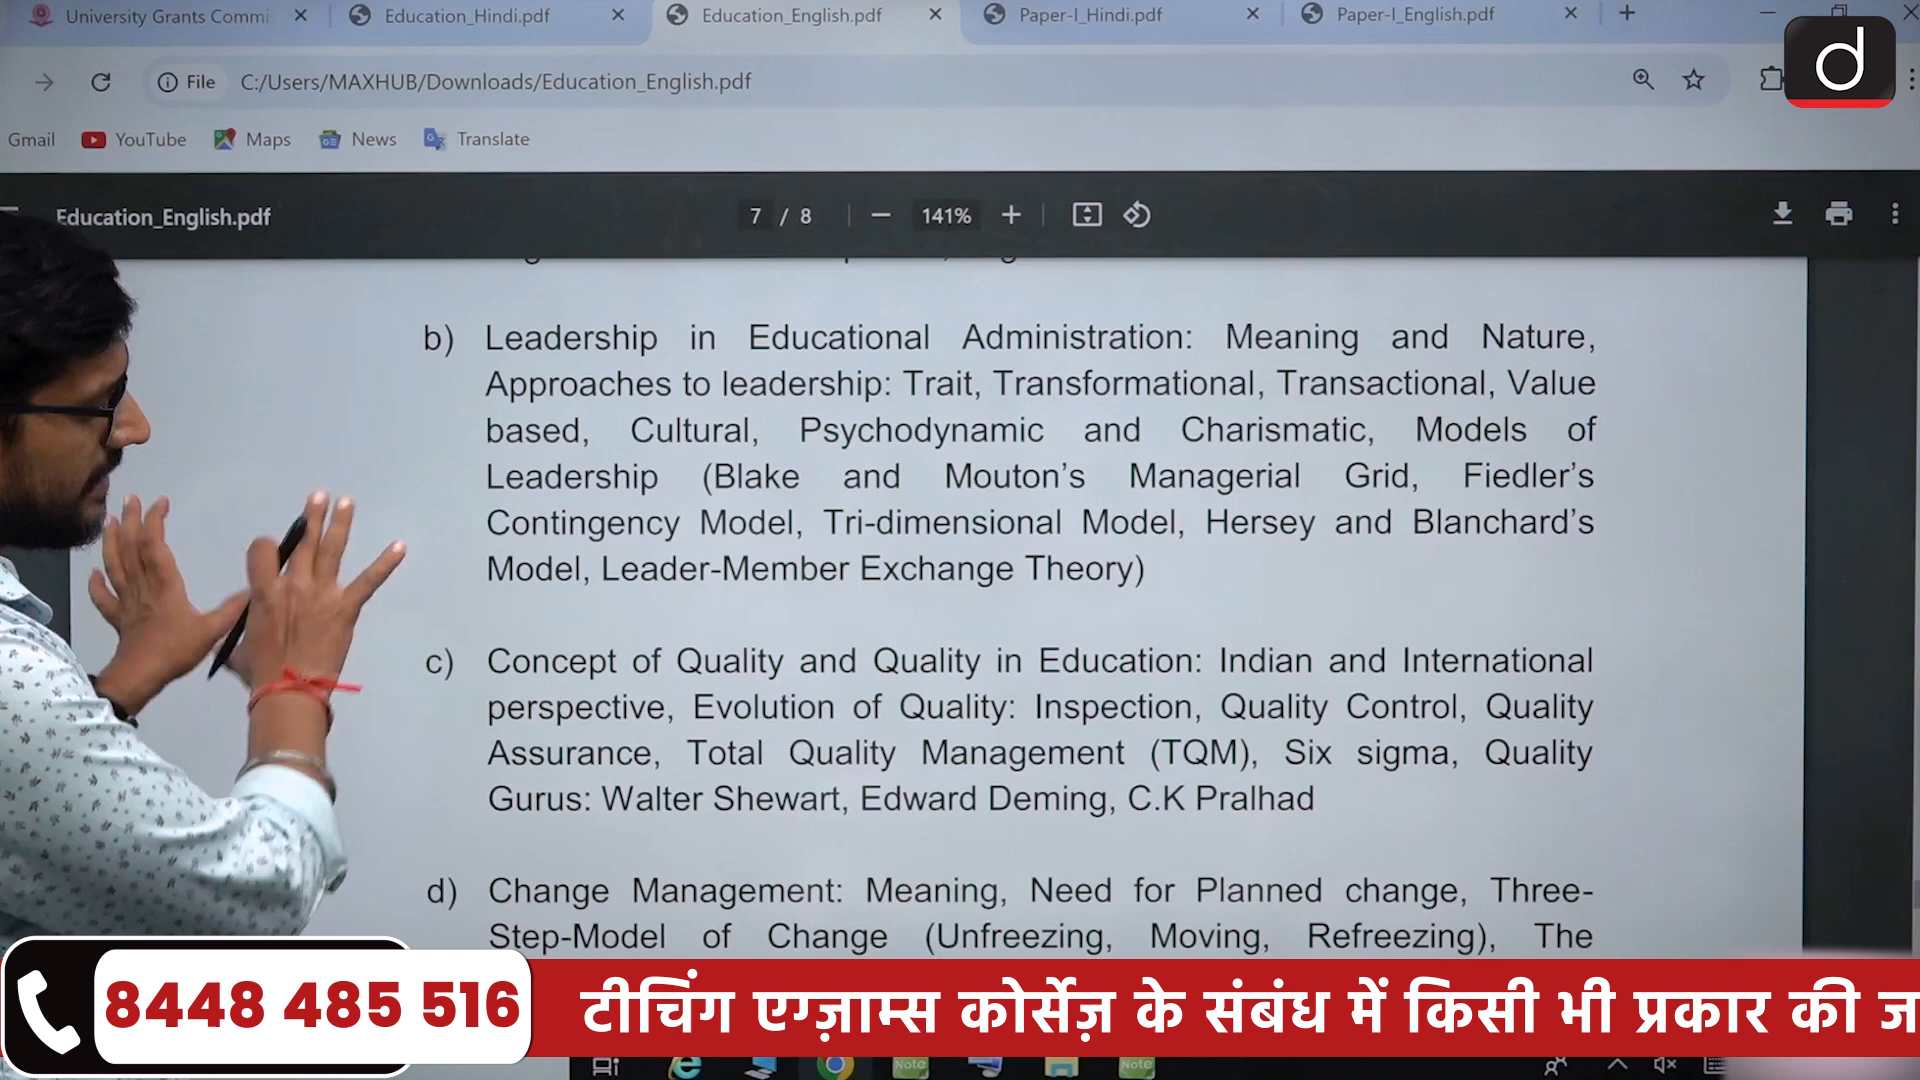 University Grants Commi
Education_Hindi.pdf
Education_English.pdf
Paper-I_Hindi.pdf
Paper-I_English.pdf
File C:/Users/MAXHUB/Downloads/Education_English.pdf
d
Gmail YouTube Maps News Translate
Education_English.pdf 7 / 8 141%
b) Leadership in Educational Administration: Meaning and Nature,
Approaches to leadership: Trait, Transformational, Transactional, Value
based, Cultural, Psychodynamic and Charismatic, Models of
Leadership (Blake and Mouton’s Managerial Grid, Fiedler’s
Contingency Model, Tri-dimensional Model, Hersey and Blanchard’s
Model, Leader-Member Exchange Theory)
c) Concept of Quality and Quality in Education: Indian and International
perspective, Evolution of Quality: Inspection, Quality Control, Quality
Assurance, Total Quality Management (TQM), Six sigma, Quality
Gurus: Walter Shewart, Edward Deming, C.K Pralhad
d) Change Management: Meaning, Need for Planned change, Three-
Step-Model of Change (Unfreezing, Moving, Refreezing), The
8448 485 516 टीचिंग एग्ज़ाम्स कोर्सेज़ के संबंध में किसी भी प्रकार की ज
Note Note